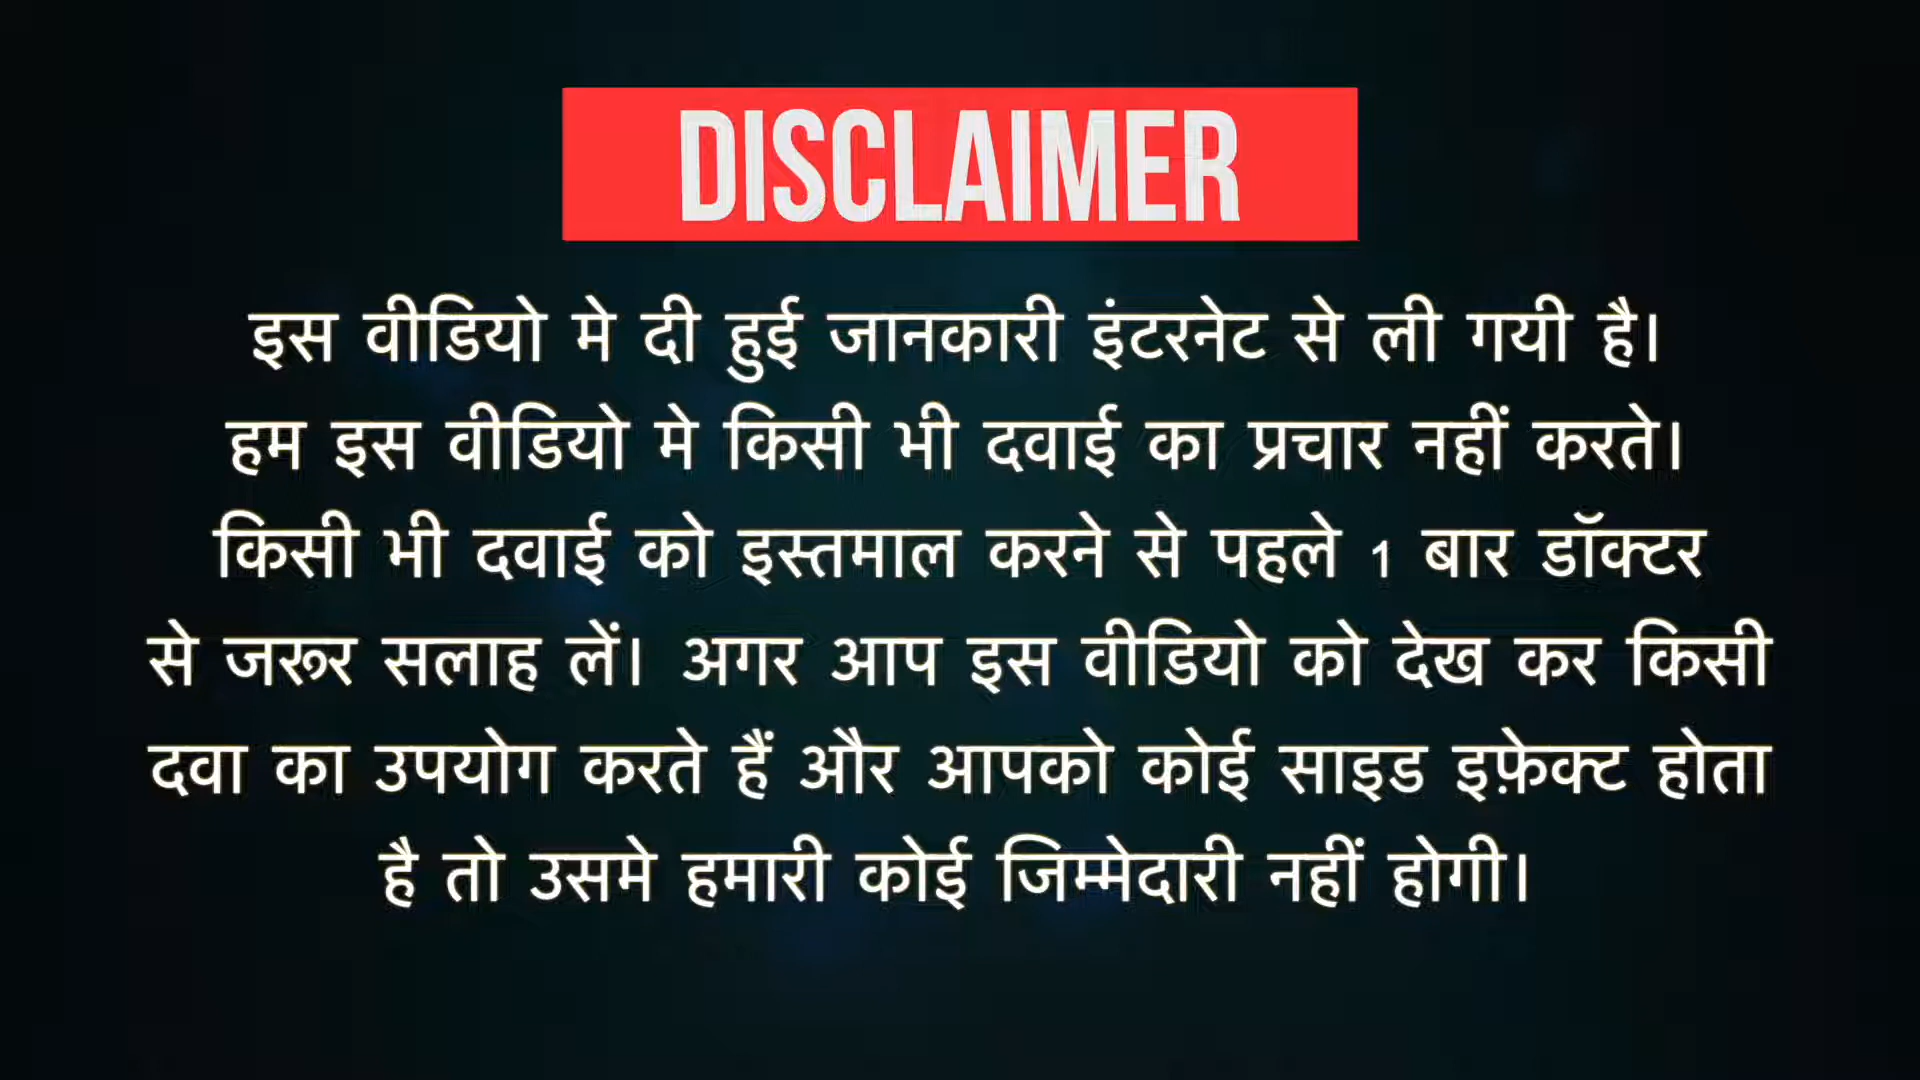 DISCLAIMER
इस वीडियो मे दी हुई जानकारी इंटरनेट से ली गयी है।
हम इस वीडियो मे किसी भी दवाई का प्रचार नहीं करते।
किसी भी दवाई को इस्तमाल करने से पहले 1 बार डॉक्टर
से जरूर सलाह लें। अगर आप इस वीडियो को देख कर किसी
दवा का उपयोग करते हैं और आपको कोई साइड इफ़ेक्ट होता
है तो उसमे हमारी कोई जिम्मेदारी नहीं होगी।